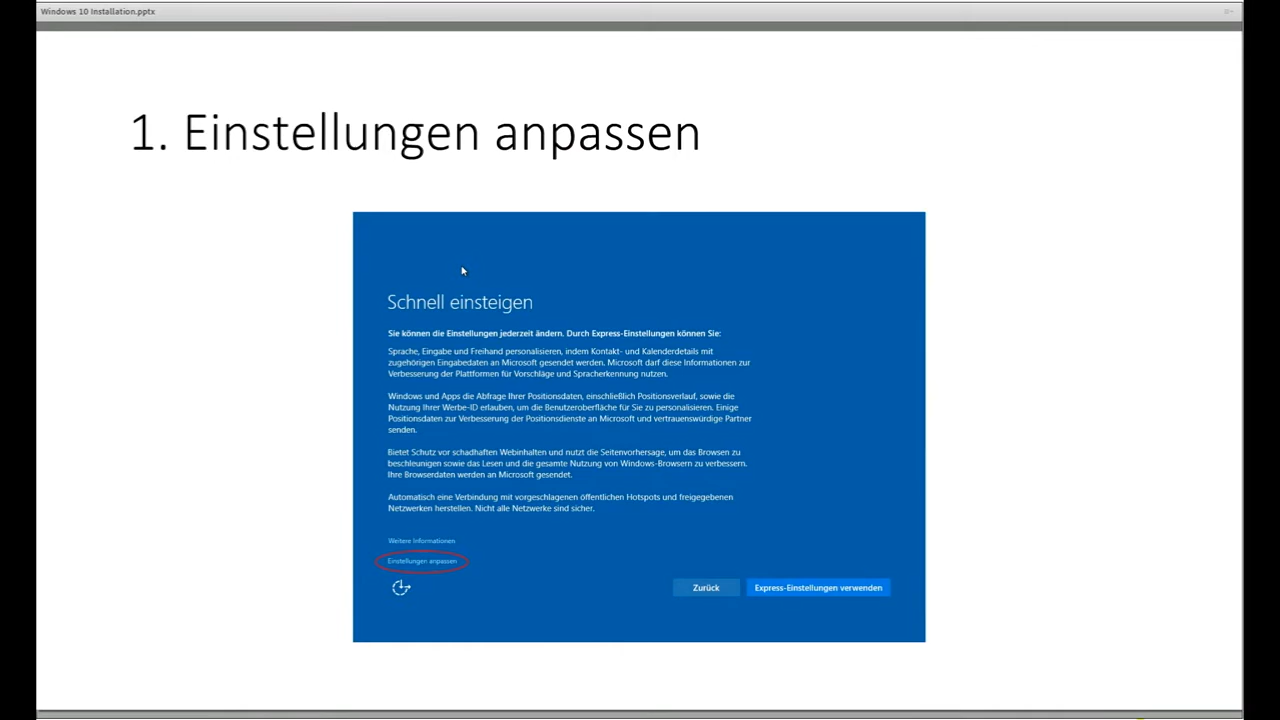 Windows 10 Installation.pptx
1. Einstellungen anpassen
Schnell einsteigen
Sie können die Einstellungen jederzeit ändern. Durch Express-Einstellungen können Sie:
Sprache, Eingabe und Freihand personalisieren, indem Kontakt- und Kalenderdetails mit
zugehörigen Eingabedaten an Microsoft gesendet werden. Microsoft darf diese Informationen zur
Verbesserung der Plattformen für Vorschläge und Spracherkennung nutzen.
Windows und Apps die Abfrage Ihrer Positionsdaten, einschließlich Positionsverlauf, sowie die
Nutzung Ihrer Werbe-ID erlauben, um die Benutzeroberfläche für Sie zu personalisieren. Einige
Positionsdaten zur Verbesserung der Positionsdienste an Microsoft und vertrauenswürdige Partner
senden.
Bietet Schutz vor schadhaften Webinhalten und nutzt die Seitenvorhersage, um das Browsen zu
beschleunigen sowie das Lesen und die gesamte Nutzung von Windows-Browsern zu verbessern.
Ihre Browserdaten werden an Microsoft gesendet.
Automatisch eine Verbindung mit vorgeschlagenen öffentlichen Hotspots und freigegebenen
Netzwerken herstellen. Nicht alle Netzwerke sind sicher.
Weitere Informationen
Einstellungen anpassen
Zurück
Express-Einstellungen verwenden